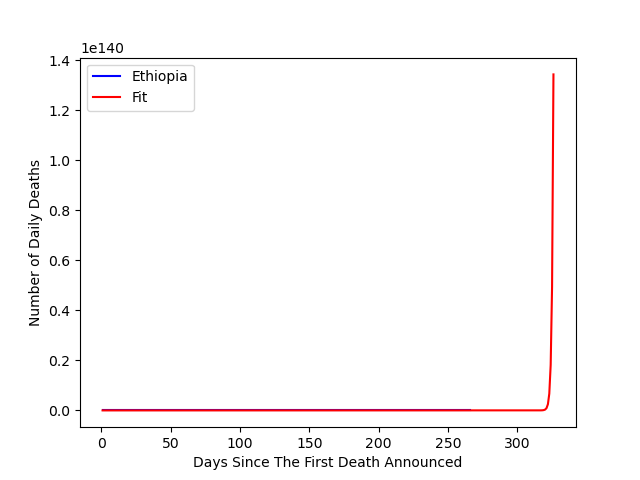 1e140
1.4
1.2
1.0
0.8
0.6
0.4
0.2
0.0
Number of Daily Deaths
Ethiopia
Fit
0 50 100 150 200 250 300
Days Since The First Death Announced